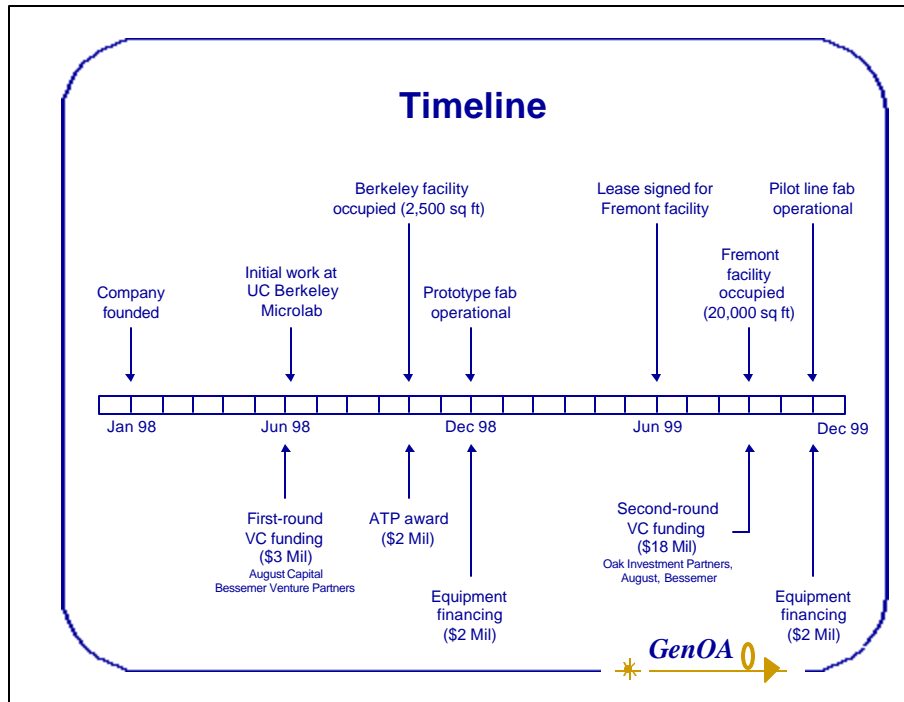 Timeline
Berkeley facility
occupied (2,500 sq ft)
Lease signed for
Fremont facility
Pilot line fab
operational
Company
founded
Initial work at
UC Berkeley
Microlab
Prototype fab
operational
Fremont
facility
occupied
(20,000 sq ft)
Jan 98
Jun 98
Dec 98
Jun 99
Dec 99
First-round
VC funding
($3 Mil)
August Capital
Bessemer Venture Partners
ATP award
($2 Mil)
Equipment
financing
($2 Mil)
Second-round
VC funding
($18 Mil)
Oak Investment Partners,
August, Bessemer
Equipment
financing
($2 Mil)
GenOA